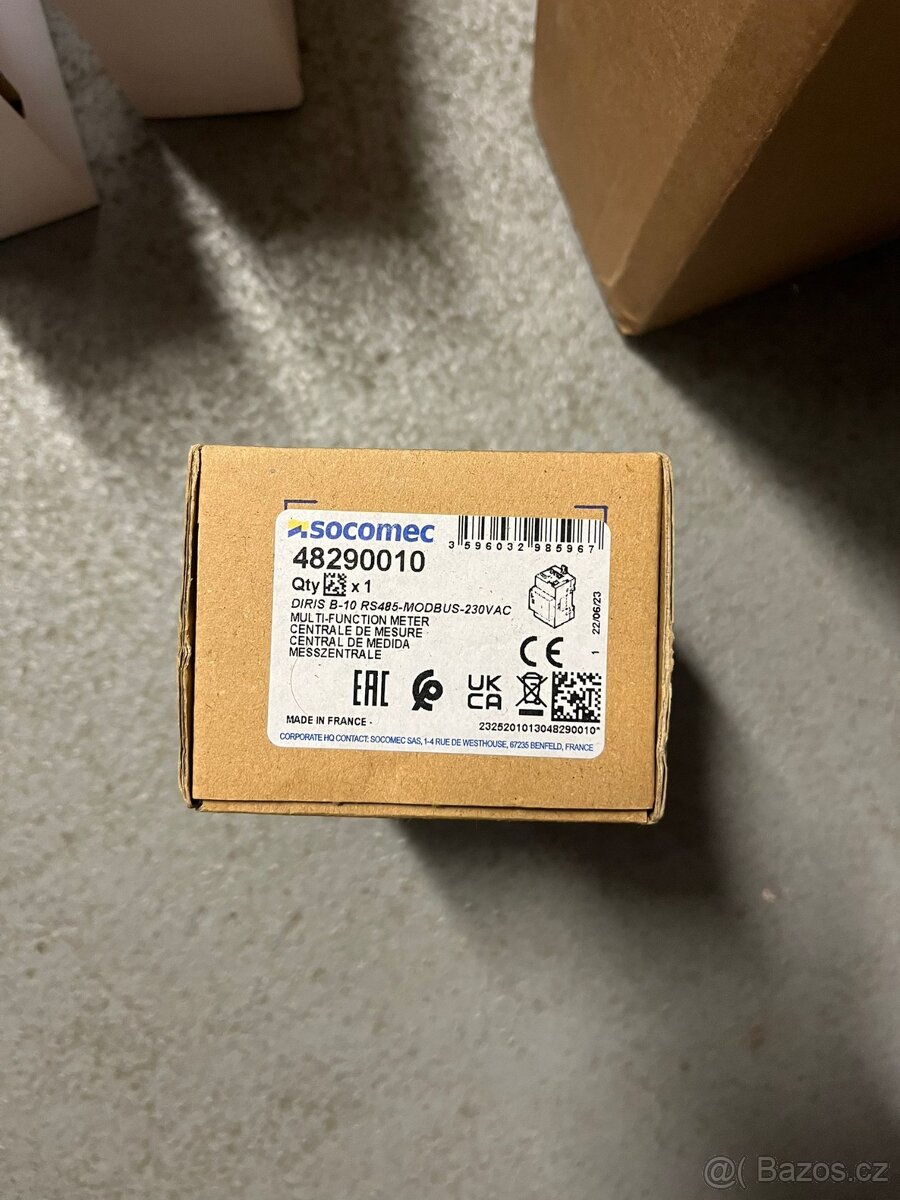 socomec
3 596032 985967
48290010
Qty x 1
DIRIS B-10 RS485-MODBUS-230VAC
MULTI-FUNCTION METER
CENTRALE DE MESURE
CENTRAL DE MEDIDA
MESSZENTRALE
1 22/06/23
CE
EAC
UK
CA
MADE IN FRANCE -
2325201013048290010*
CORPORATE HQ CONTACT: SOCOMEC SAS, 1-4 RUE DE WESTHOUSE, 67235 BENFELD, FRANCE
@( Bazos.cz